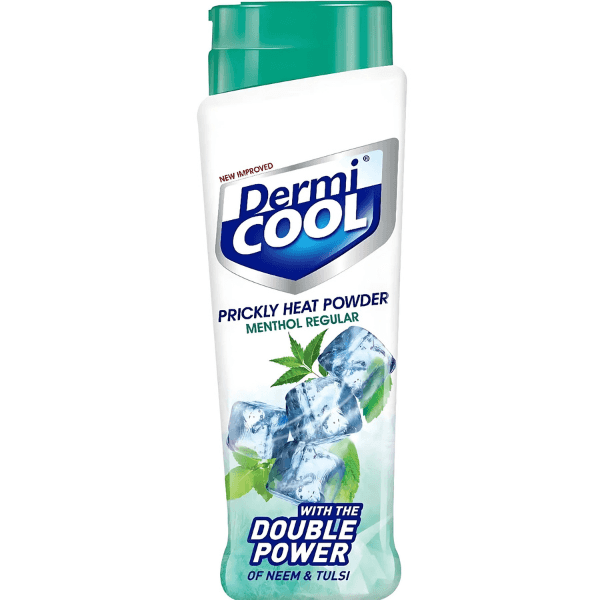 NEW IMPROVED
Dermi®
COOL
PRICKLY HEAT POWDER
MENTHOL REGULAR
WITH THE
DOUBLE
POWER
OF NEEM & TULSI